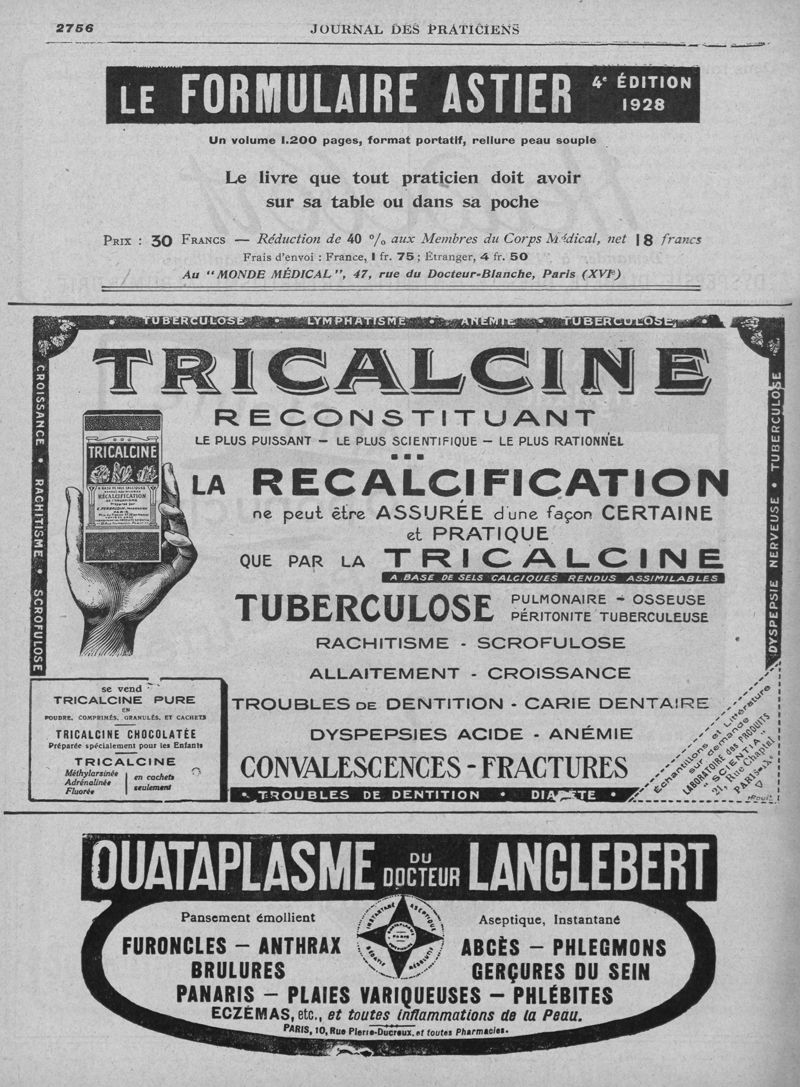 2756
JOURNAL DES PRATICIENS
LE FORMULAIRE ASTIER 4e ÉDITION 1928
Un volume 1.200 pages, format portatif, reliure peau souple
Le livre que tout praticien doit avoir
sur sa table ou dans sa poche
PRIX : 30 FRANCS — Réduction de 40 % aux Membres du Corps Médical, net 18 francs
Frais d'envoi : France, 1 fr. 75 ; Étranger, 4 fr. 50
Au "MONDE MÉDICAL", 47, rue du Docteur-Blanche, Paris (XVIe)
TUBERCULOSE • LYMPHATISME • ANÉMIE • TUBERCULOSE
CROISSANCE • RACHITISME • SCROFULOSE
DYSPEPSIE NERVEUSE • TUBERCULOSE
TRICALCINE
RECONSTITUANT
LE PLUS PUISSANT — LE PLUS SCIENTIFIQUE — LE PLUS RATIONNEL
TRICALCINE
A BASE DE SELS CALCIQUES
RECALCIFICATION
LA RECALCIFICATION
ne peut être ASSURÉE d'une façon CERTAINE
et PRATIQUE
QUE PAR LA TRICALCINE
A BASE DE SELS CALCIQUES RENDUS ASSIMILABLES
TUBERCULOSE PULMONAIRE - OSSEUSE
PÉRITONITE TUBERCULEUSE
RACHITISME - SCROFULOSE
ALLAITEMENT - CROISSANCE
TROUBLES DE DENTITION - CARIE DENTAIRE
DYSPEPSIES ACIDE - ANÉMIE
CONVALESCENCES - FRACTURES
• TROUBLES DE DENTITION • DIABÈTE •
se vend
TRICALCINE PURE
EN
POUDRE, COMPRIMÉS, GRANULÉS, ET CACHETS
TRICALCINE CHOCOLATÉE
Préparée spécialement pour les Enfants
TRICALCINE
Méthylarsinée
Adrénalinée
Fluorée
en cachets
seulement
Échantillons et Littérature
sur demande
LABORATOIRE DES PRODUITS
"SCIENTIA"
21, Rue Chaptal
PARIS
OUATAPLASME DU DOCTEUR LANGLEBERT
Pansement émollient
Aseptique, Instantané
INSTANTANÉ ASEPTIQUE
FURONCLES — ANTHRAX
ABCÈS — PHLEGMONS
BRULURES
GERÇURES DU SEIN
PANARIS — PLAIES VARIQUEUSES — PHLÉBITES
ECZÉMAS, etc., et toutes inflammations de la Peau.
PARIS, 10, Rue Pierre-Ducreux, et toutes Pharmacies.